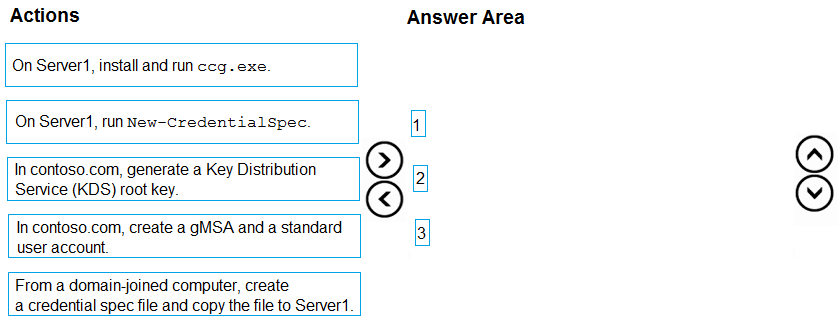 Actions
Answer Area
On Server1, install and run ccg.exe.
On Server1, run New-CredentialSpec.
In contoso.com, generate a Key Distribution
Service (KDS) root key.
In contoso.com, create a gMSA and a standard
user account.
From a domain-joined computer, create
a credential spec file and copy the file to Server1.
1
2
3